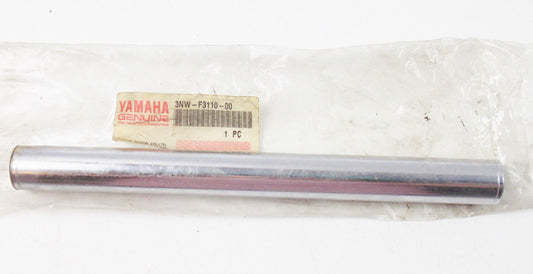 YAMAHA
GENUINE
3NW-F3110-00
1 PC